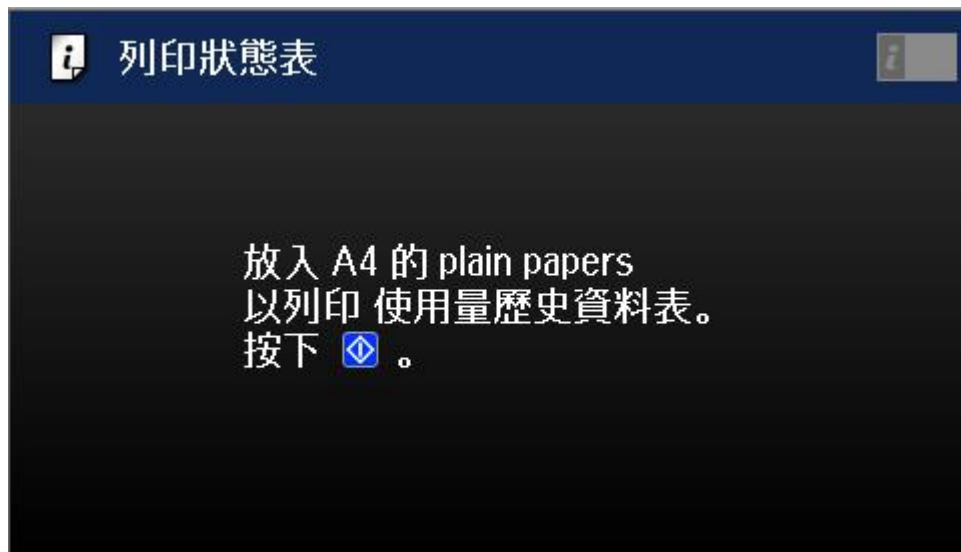 列印狀態表
放入 A4 的 plain papers
以列印 使用量歷史資料表。
按下 。